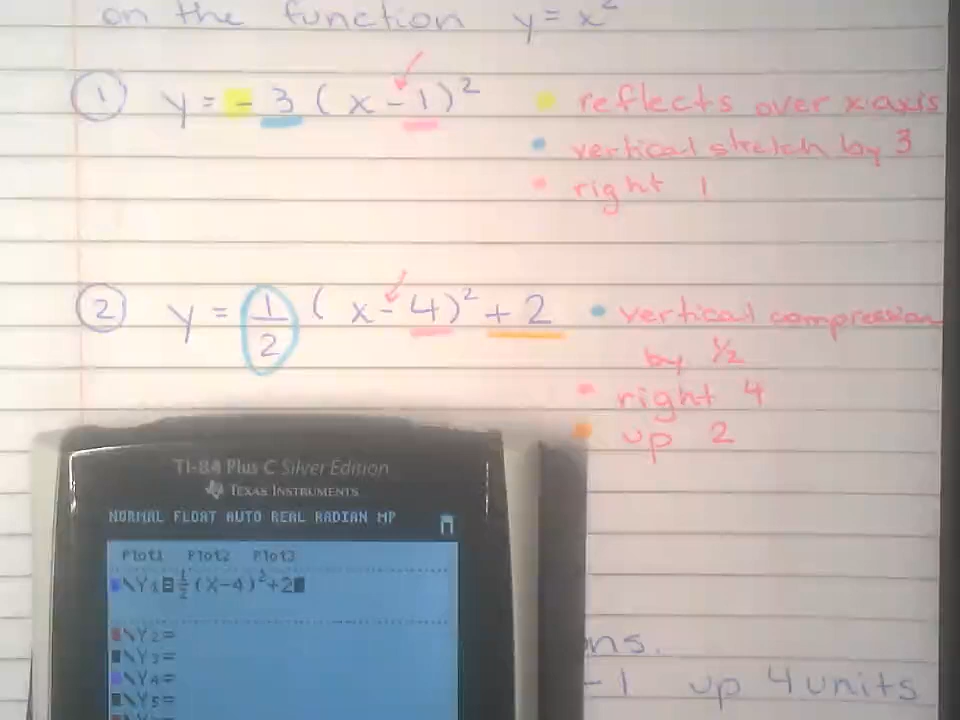 on the function y = x²
① y = - 3 (x - 1)²
reflects over x axis
vertical stretch by 3
right 1
② y = 1/2 (x - 4)² + 2
vertical compression
by ½
right 4
up 2
TI-84 Plus C Silver Edition
TEXAS INSTRUMENTS
NORMAL FLOAT AUTO REAL RADIAN MP
Plot1 Plot2 Plot3
\Y1=1/2(X-4)²+2
\Y2=
\Y3=
\Y4=
\Y5=
ns.
-1 up 4 units